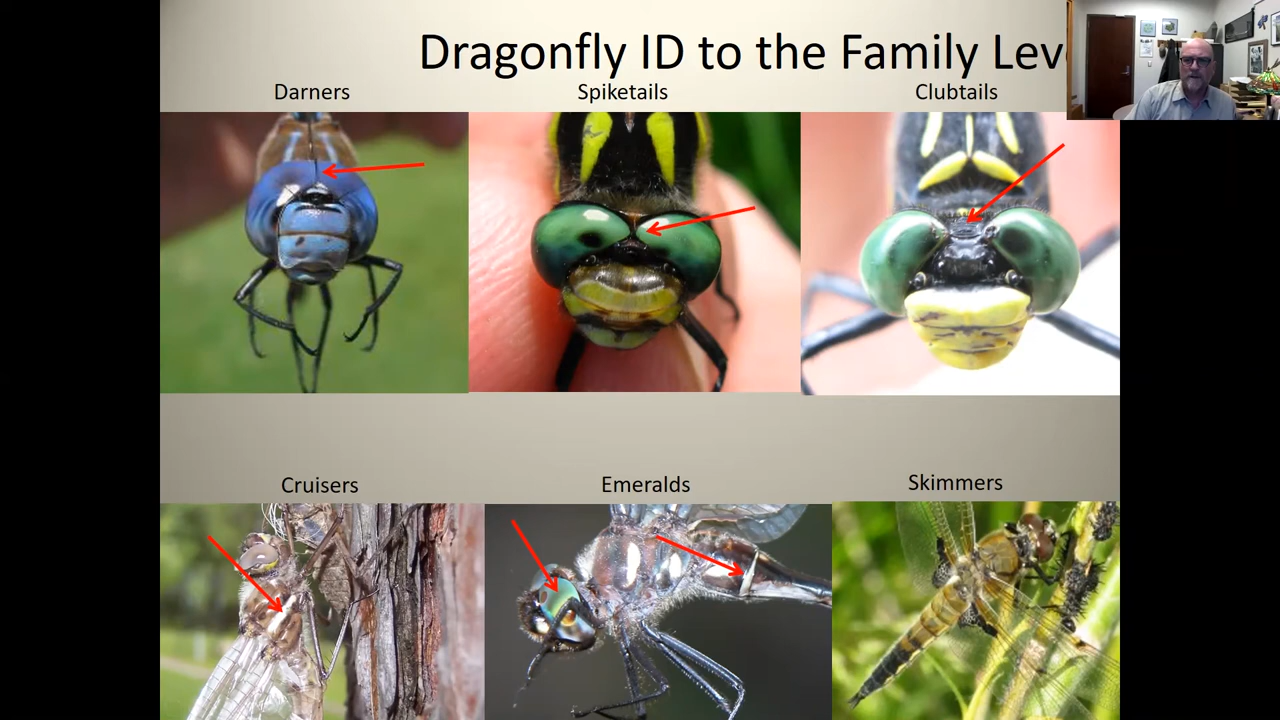 Dragonfly ID to the Family Lev
Darners
Spiketails
Clubtails
Cruisers
Emeralds
Skimmers